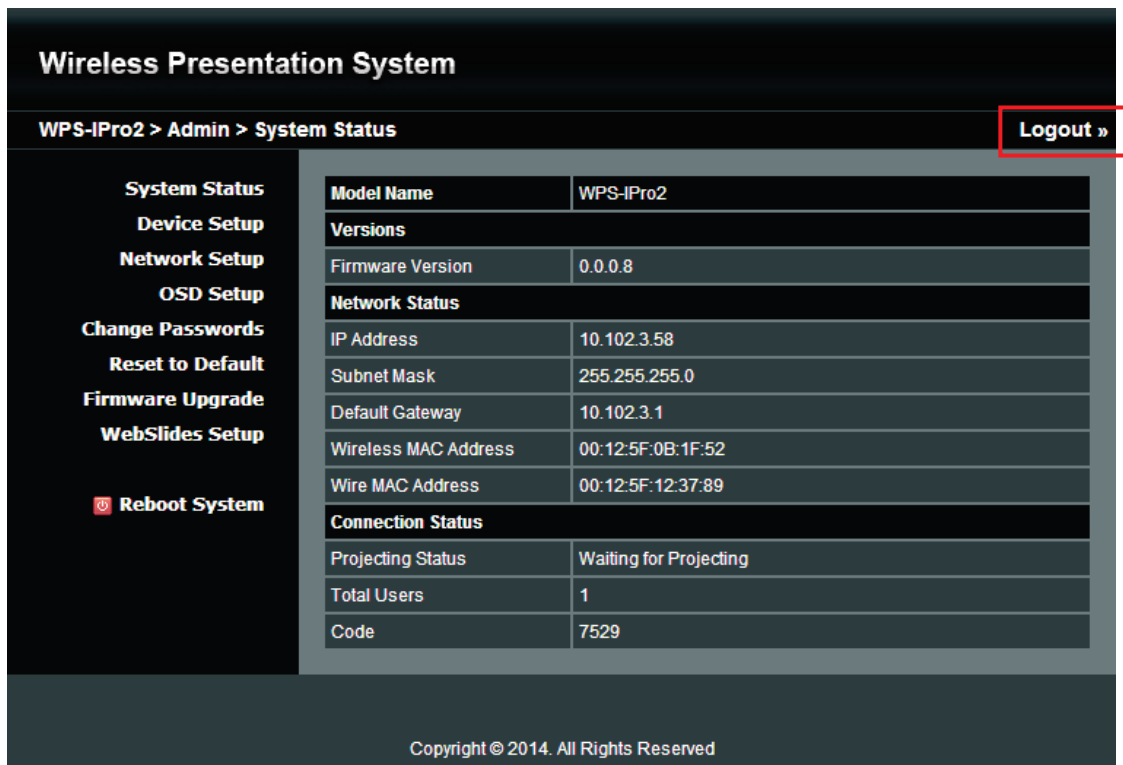 Wireless Presentation System
WPS-IPro2 > Admin > System Status
Logout »
System Status
Device Setup
Network Setup
OSD Setup
Change Passwords
Reset to Default
Firmware Upgrade
WebSlides Setup
Reboot System
Model Name WPS-IPro2
Versions
Firmware Version 0.0.0.8
Network Status
IP Address 10.102.3.58
Subnet Mask 255.255.255.0
Default Gateway 10.102.3.1
Wireless MAC Address 00:12:5F:0B:1F:52
Wire MAC Address 00:12:5F:12:37:89
Connection Status
Projecting Status Waiting for Projecting
Total Users 1
Code 7529
Copyright © 2014. All Rights Reserved